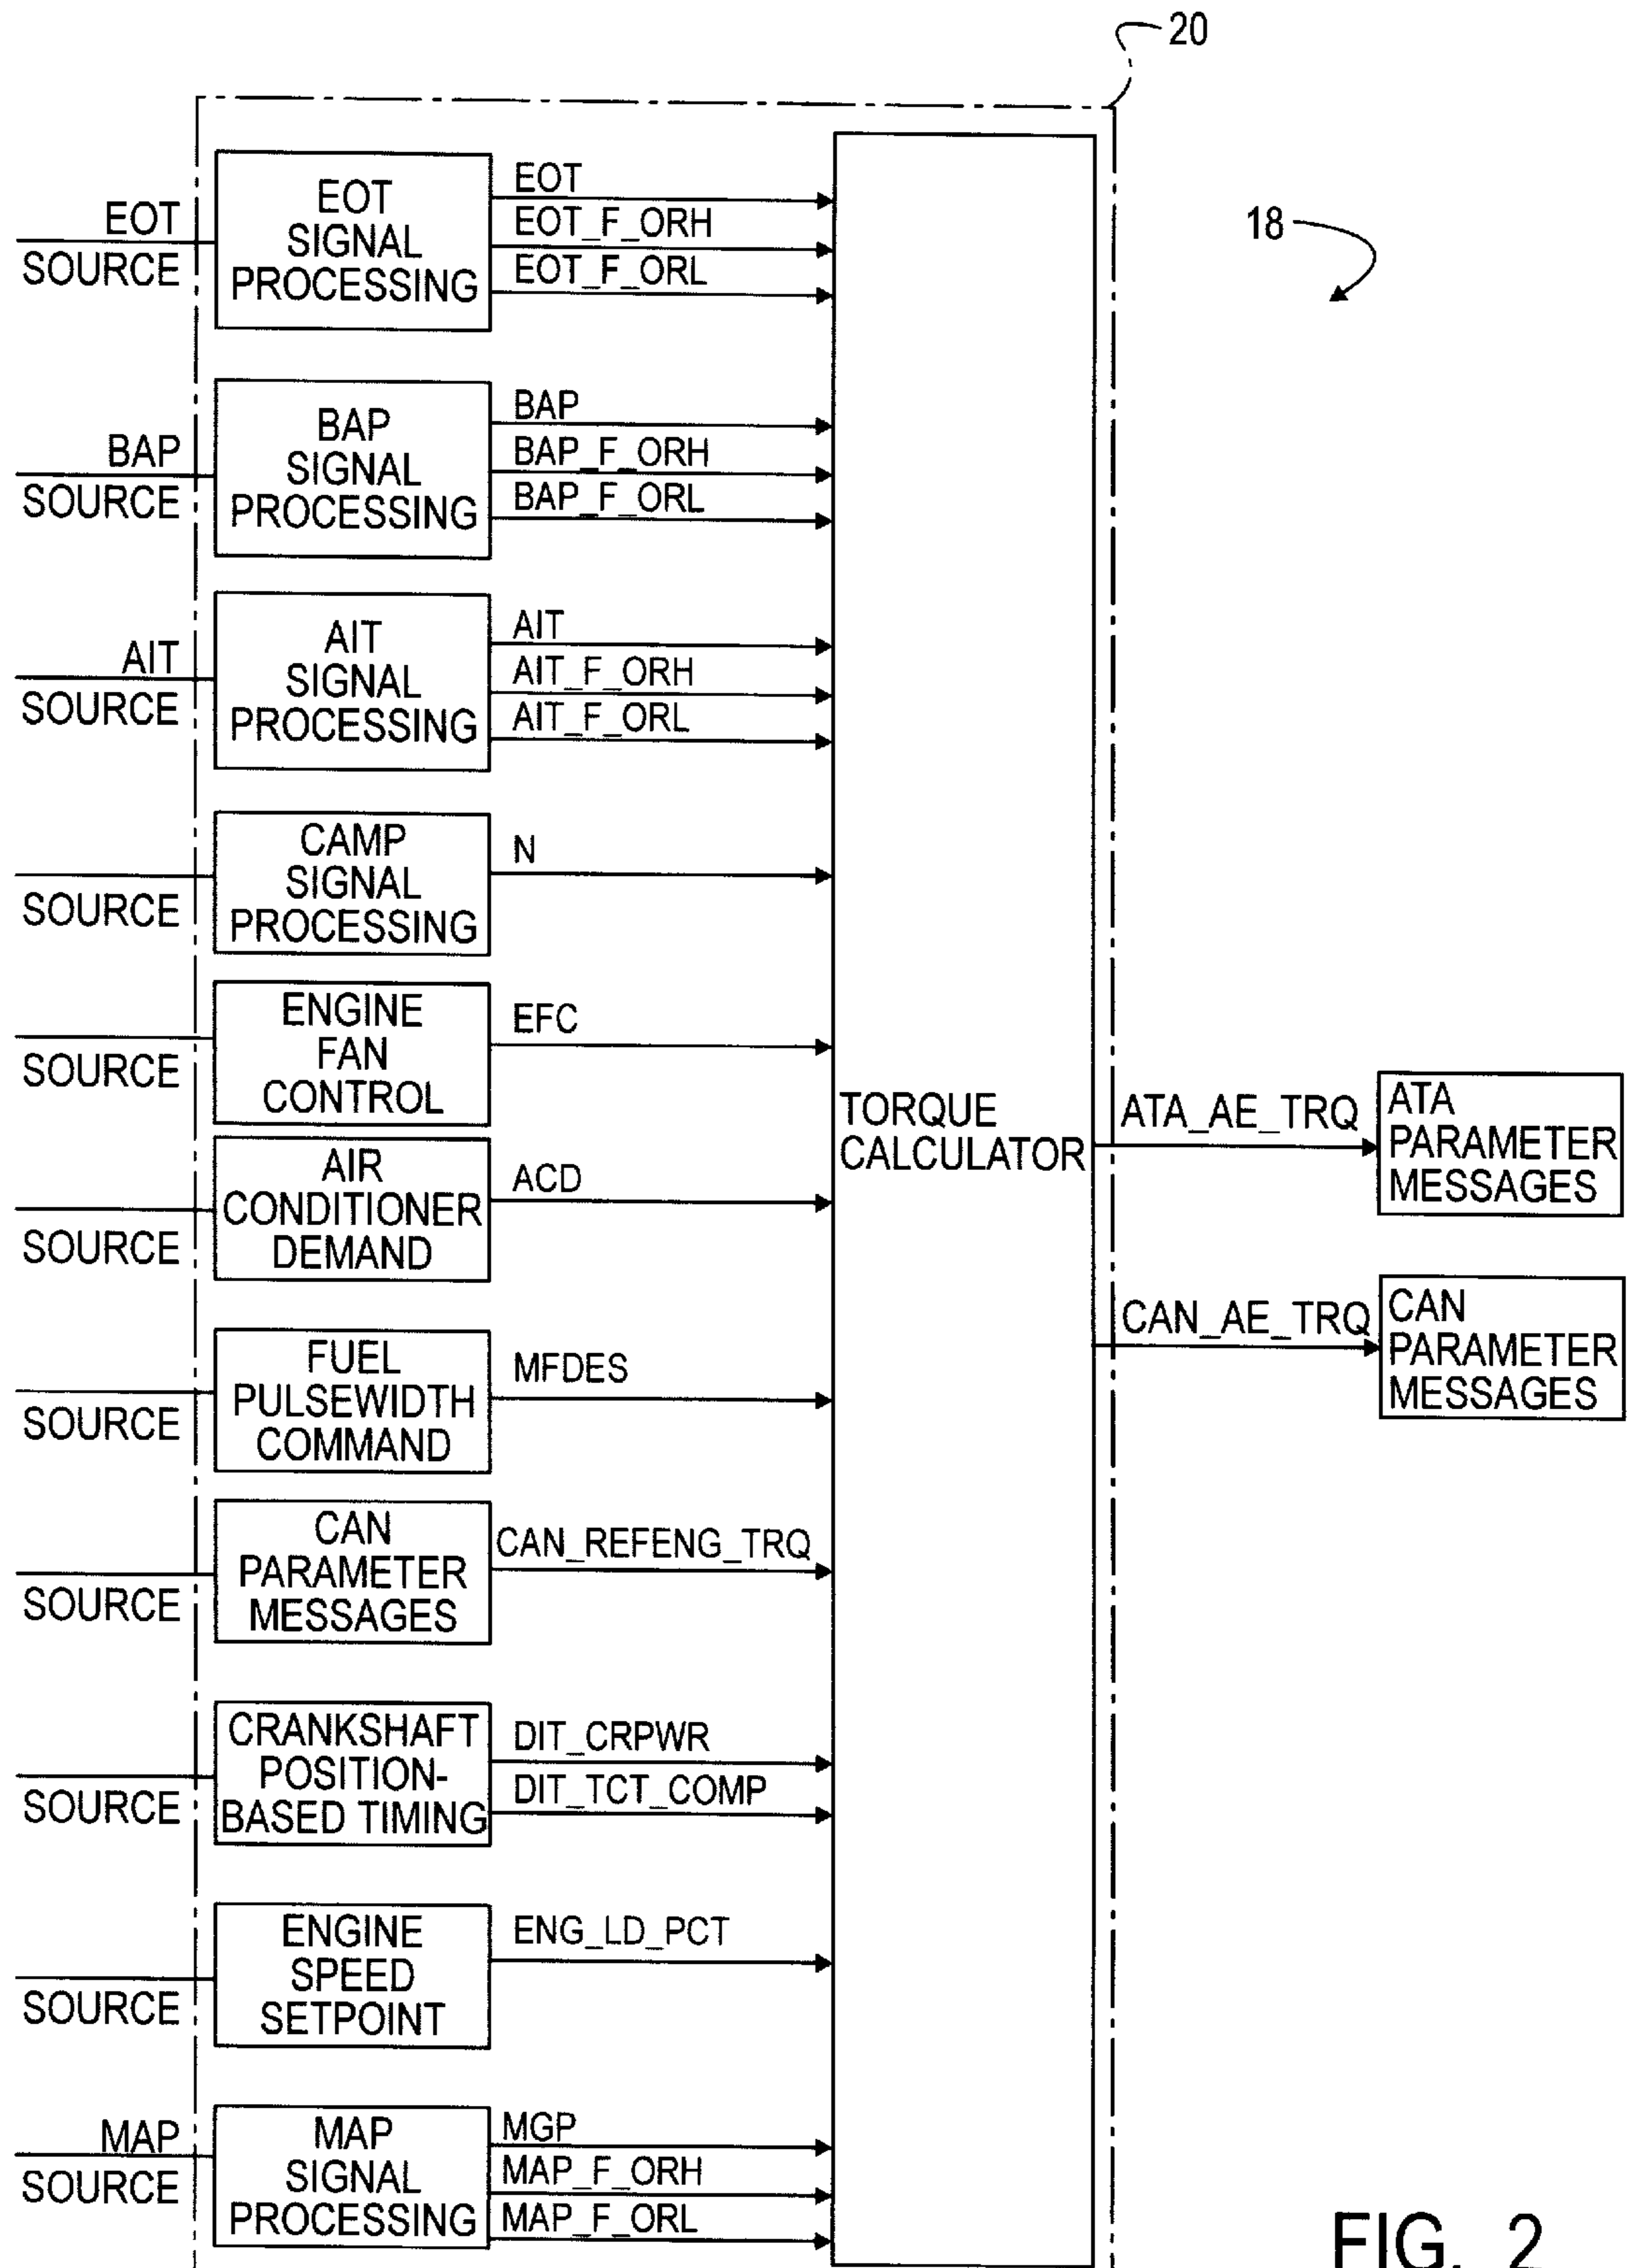 20
18
EOT
SOURCE
EOT
SIGNAL
PROCESSING
EOT
EOT_F_ORH
EOT_F_ORL
BAP
SOURCE
BAP
SIGNAL
PROCESSING
BAP
BAP_F_ORH
BAP_F_ORL
AIT
SOURCE
AIT
SIGNAL
PROCESSING
AIT
AIT_F_ORH
AIT_F_ORL
SOURCE
CAMP
SIGNAL
PROCESSING
N
SOURCE
ENGINE
FAN
CONTROL
EFC
SOURCE
AIR
CONDITIONER
DEMAND
ACD
SOURCE
FUEL
PULSEWIDTH
COMMAND
MFDES
SOURCE
CAN
PARAMETER
MESSAGES
CAN_REFENG_TRQ
SOURCE
CRANKSHAFT
POSITION-
BASED TIMING
DIT_CRPWR
DIT_TCT_COMP
SOURCE
ENGINE
SPEED
SETPOINT
ENG_LD_PCT
MAP
SOURCE
MAP
SIGNAL
PROCESSING
MGP
MAP_F_ORH
MAP_F_ORL
TORQUE
CALCULATOR
ATA_AE_TRQ
ATA
PARAMETER
MESSAGES
CAN_AE_TRQ
CAN
PARAMETER
MESSAGES
FIG. 2